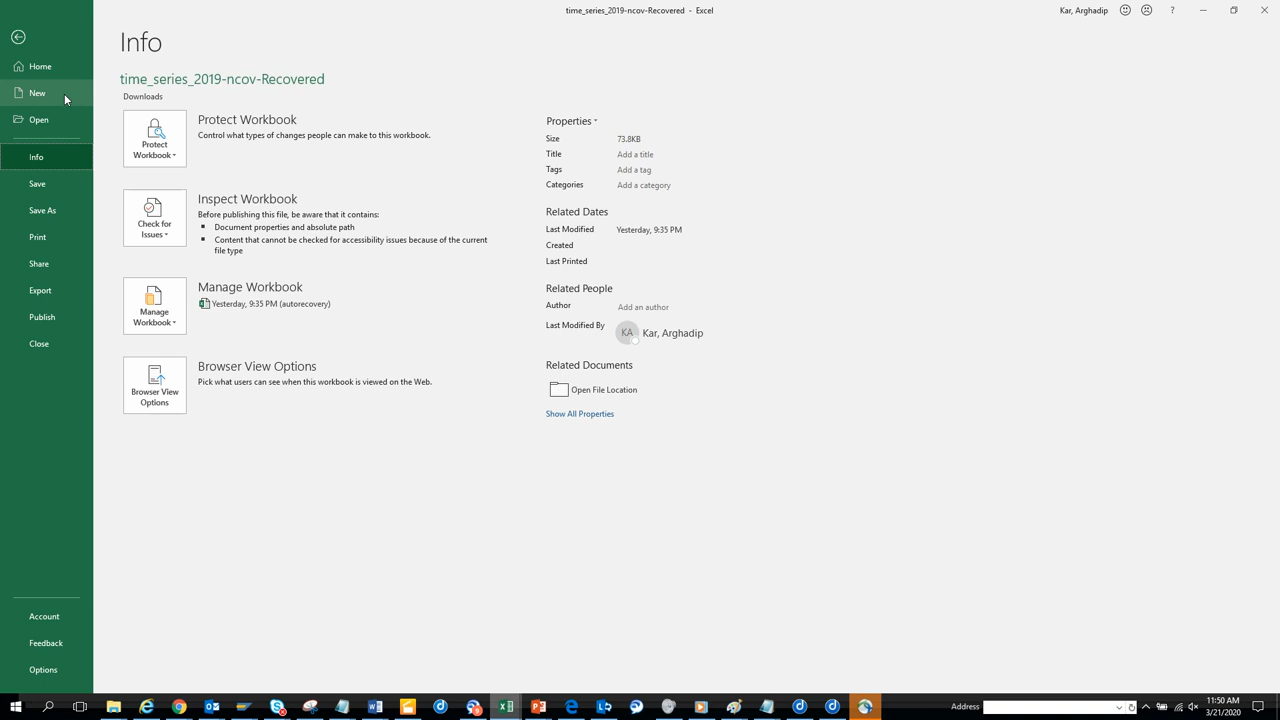 time_series_2019-ncov-Recovered - Excel
Kar, Arghadip
?
Home
New
Open
Info
Save
Save As
Print
Share
Export
Publish
Close
Account
Feedback
Options
Info
time_series_2019-ncov-Recovered
Downloads
Protect
Workbook
Protect Workbook
Control what types of changes people can make to this workbook.
Check for
Issues
Inspect Workbook
Before publishing this file, be aware that it contains:
Document properties and absolute path
Content that cannot be checked for accessibility issues because of the current
file type
Manage
Workbook
Manage Workbook
Yesterday, 9:35 PM (autorecovery)
Browser View
Options
Browser View Options
Pick what users can see when this workbook is viewed on the Web.
Properties
Size 73.8KB
Title Add a title
Tags Add a tag
Categories Add a category
Related Dates
Last Modified Yesterday, 9:35 PM
Created
Last Printed
Related People
Author Add an author
Last Modified By KA Kar, Arghadip
Related Documents
Open File Location
Show All Properties
Address
11:50 AM
3/21/2020